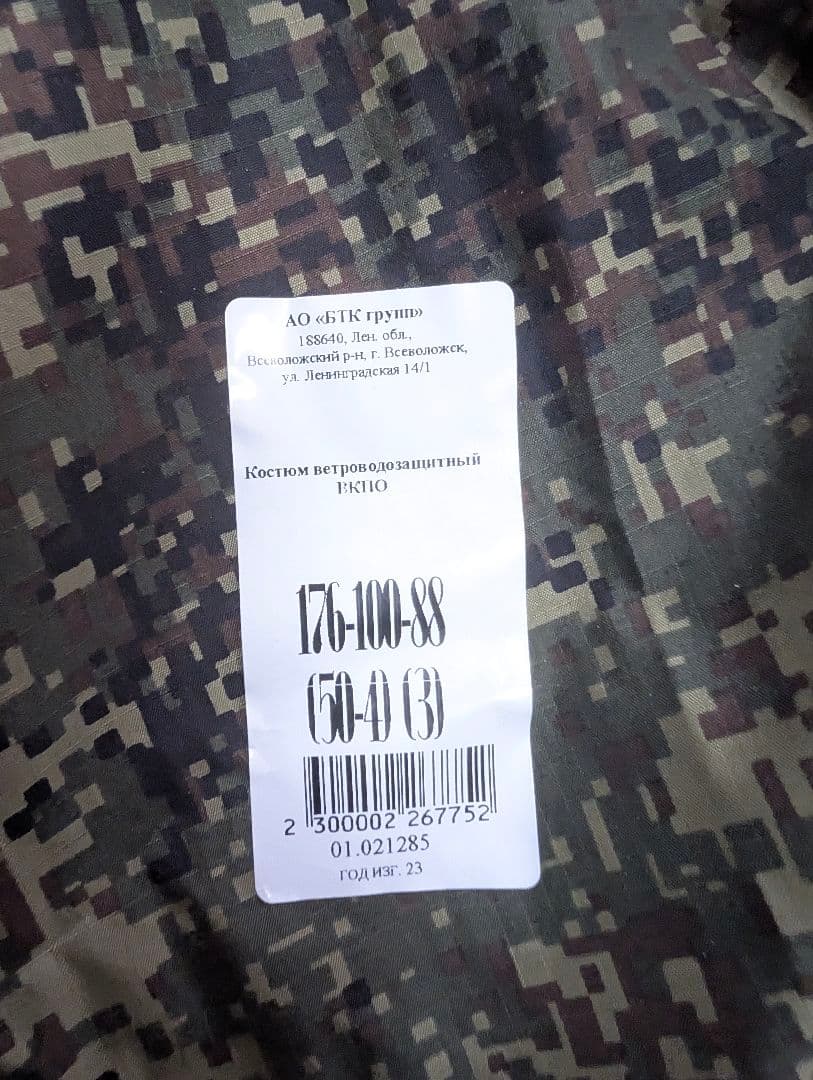 АО «БТК групп»
188640, Лен. обл.,
Всеволожский р-н, г. Всеволожск,
ул. Ленинградская 14/1
Костюм ветроводозащитный
ВКПО
176-100-88
(50-4) (3)
2 300002 267752
01.021285
год изг. 23